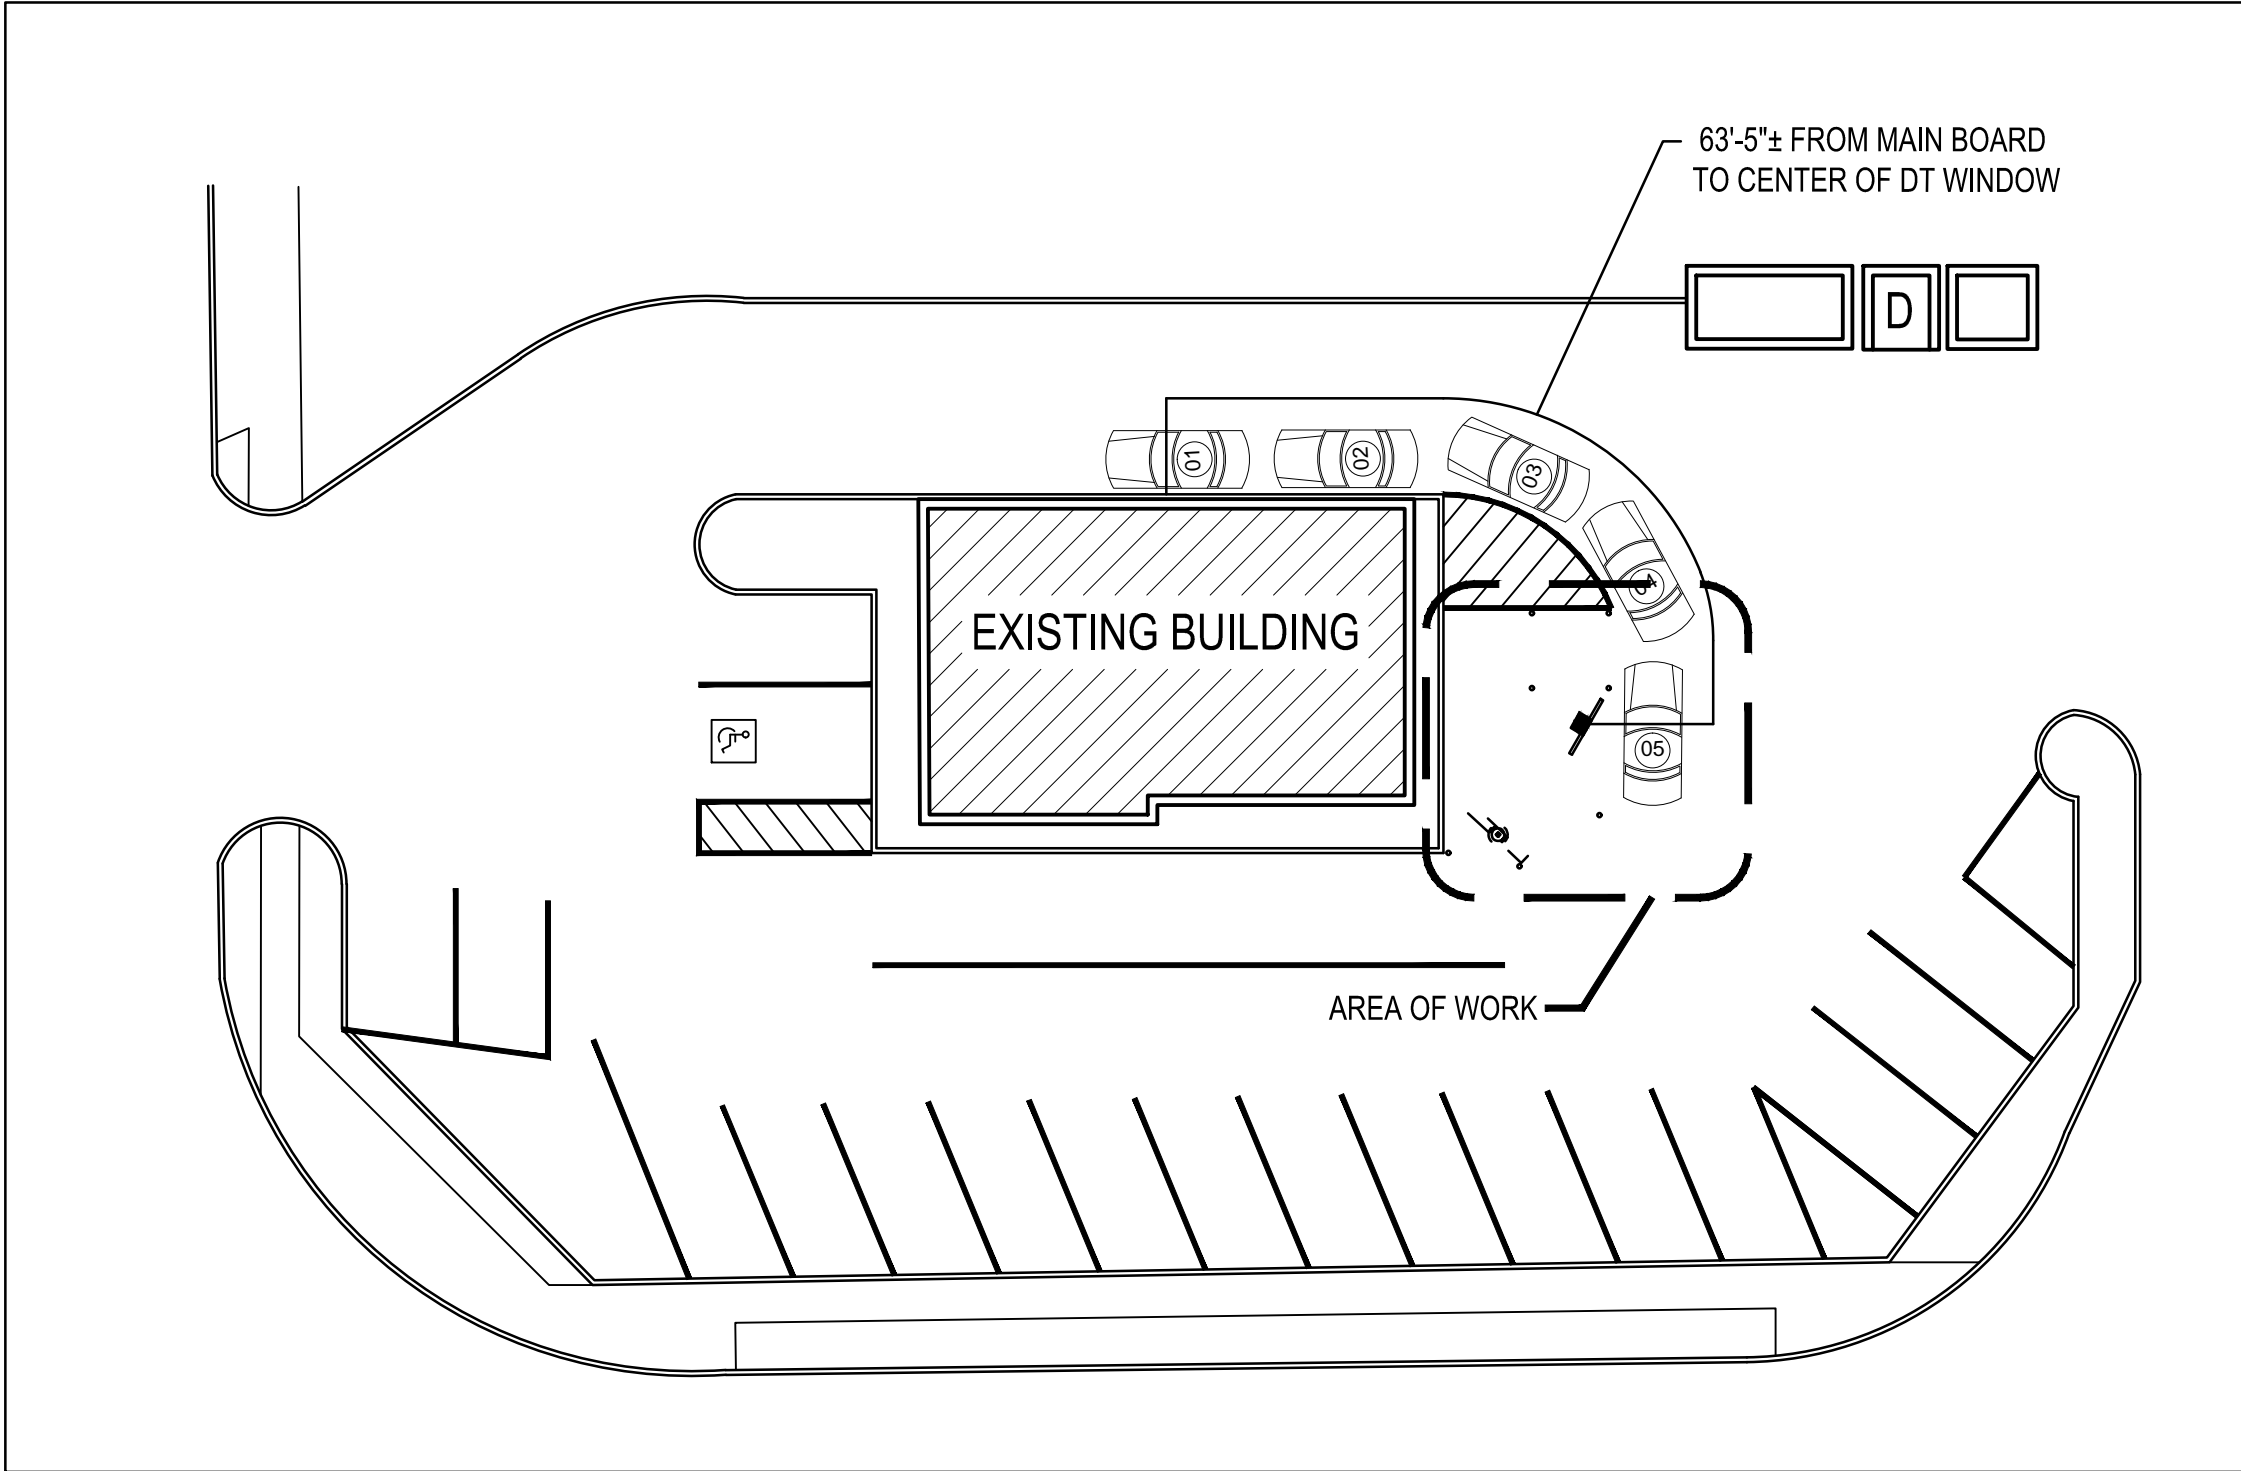 63'-5"± FROM MAIN BOARD
TO CENTER OF DT WINDOW
D
01
02
03
04
EXISTING BUILDING
05
AREA OF WORK